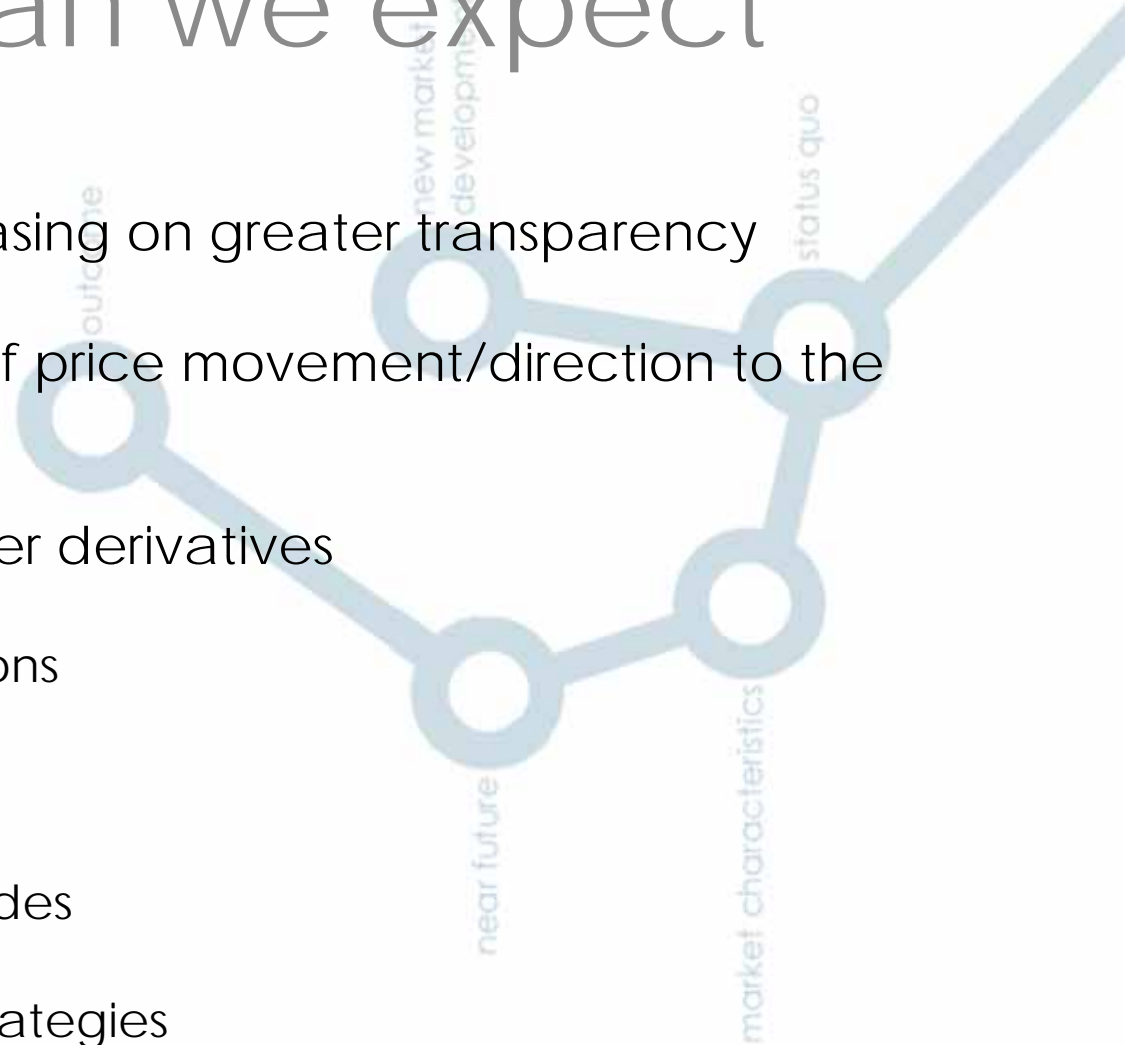 an we expect
new market
status quo
outcome
asing on greater transparency
f price movement/direction to the
er derivatives
ons
near future
market characteristics
des
ategies